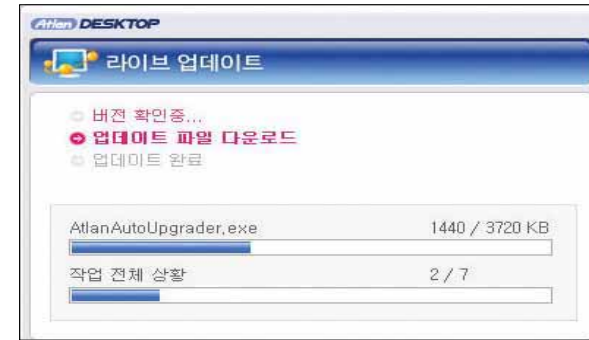 Atlan DESKTOP
라이브 업데이트
버전 확인중...
업데이트 파일 다운로드
업데이트 완료
AtlanAutoUpgrader.exe 1440 / 3720 KB
작업 전체 상황 2 / 7